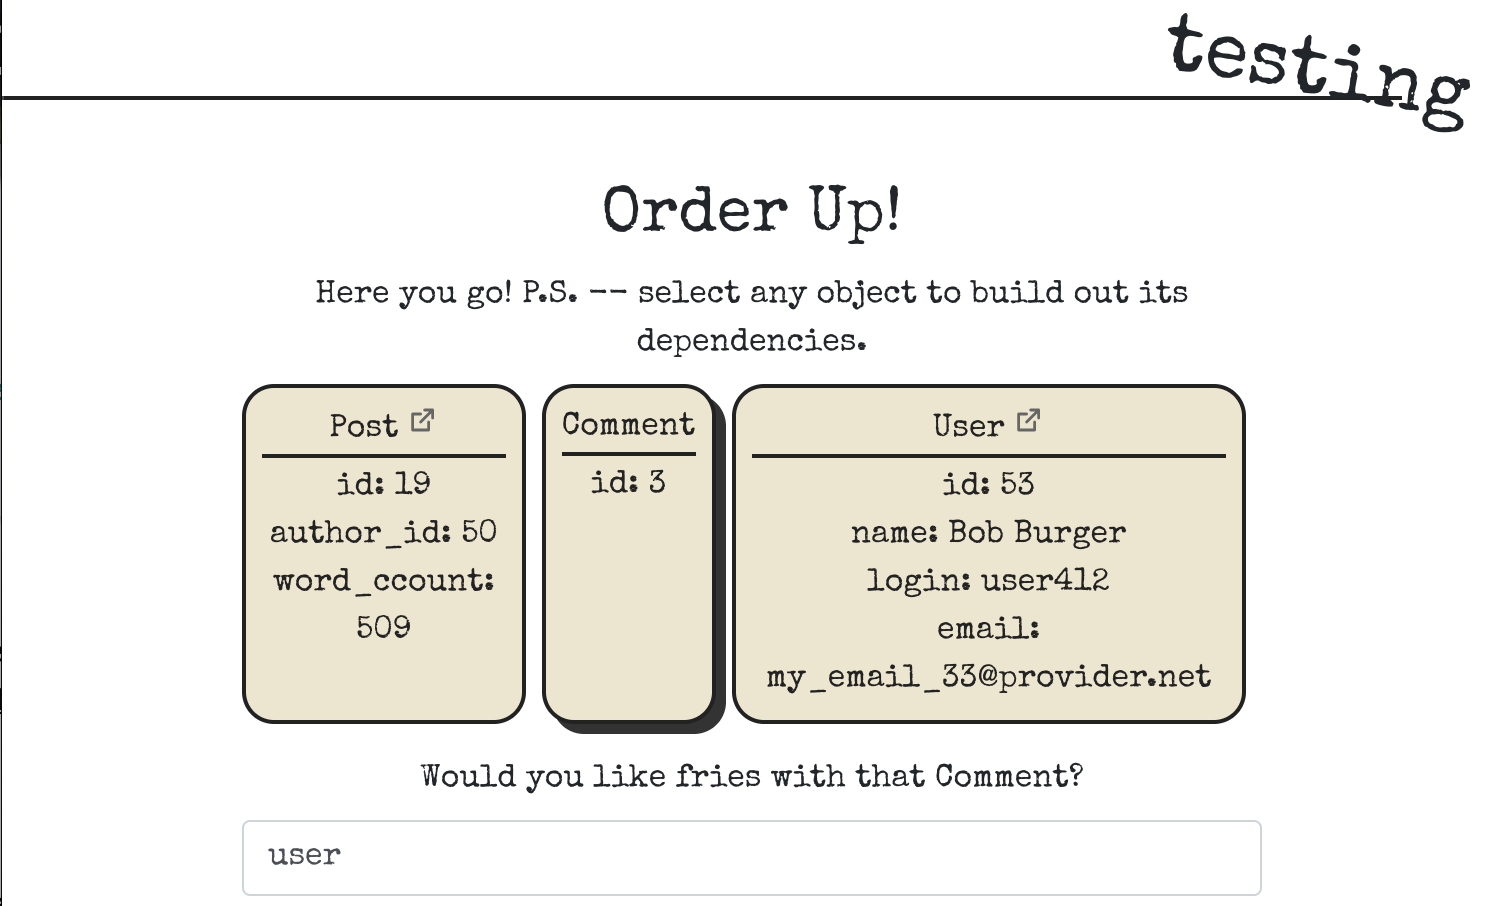 testing
Order Up!
Here you go! P.S. -- select any object to build out its
dependencies.
Post
id: 19
author_id: 50
word_ccount:
509
Comment
id: 3
User
id: 53
name: Bob Burger
login: user412
email:
my_email_33@provider.net
Would you like fries with that Comment?
user